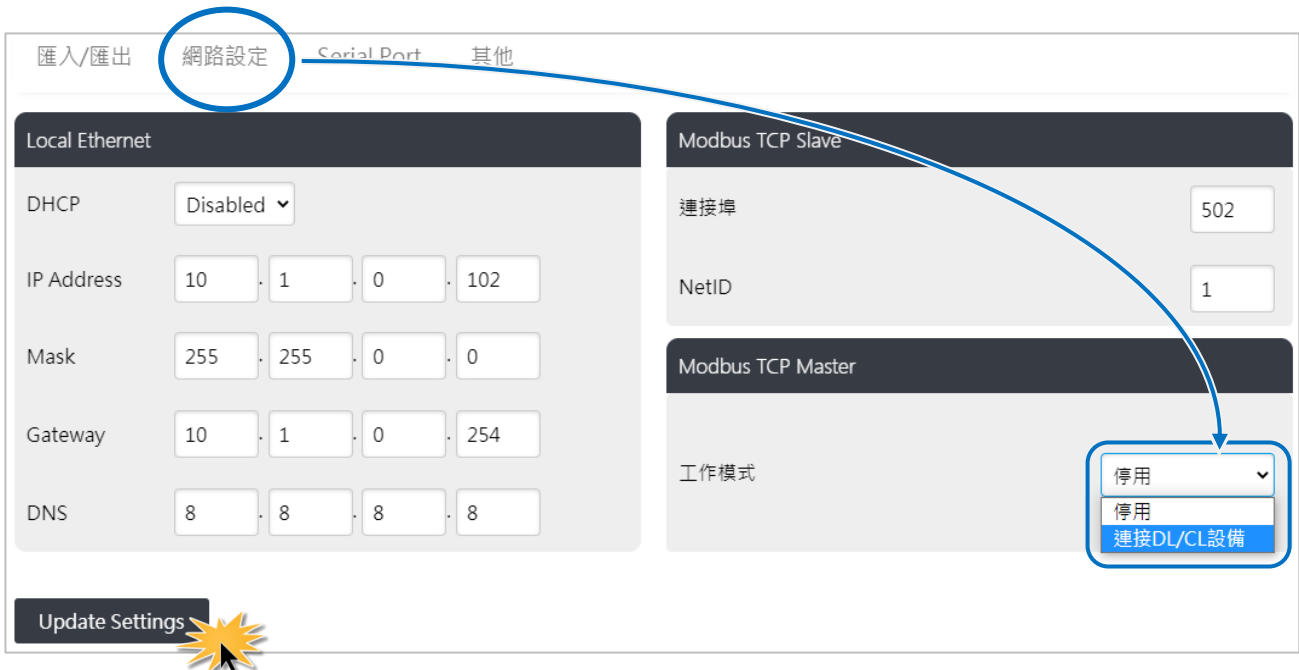 匯入/匯出 網路設定 Serial Port 其他
Local Ethernet
DHCP Disabled
IP Address 10 . 1 . 0 . 102
Mask 255 . 255 . 0 . 0
Gateway 10 . 1 . 0 . 254
DNS 8 . 8 . 8 . 8
Modbus TCP Slave
連接埠 502
NetID 1
Modbus TCP Master
工作模式 停用
停用
連接DL/CL設備
Update Settings